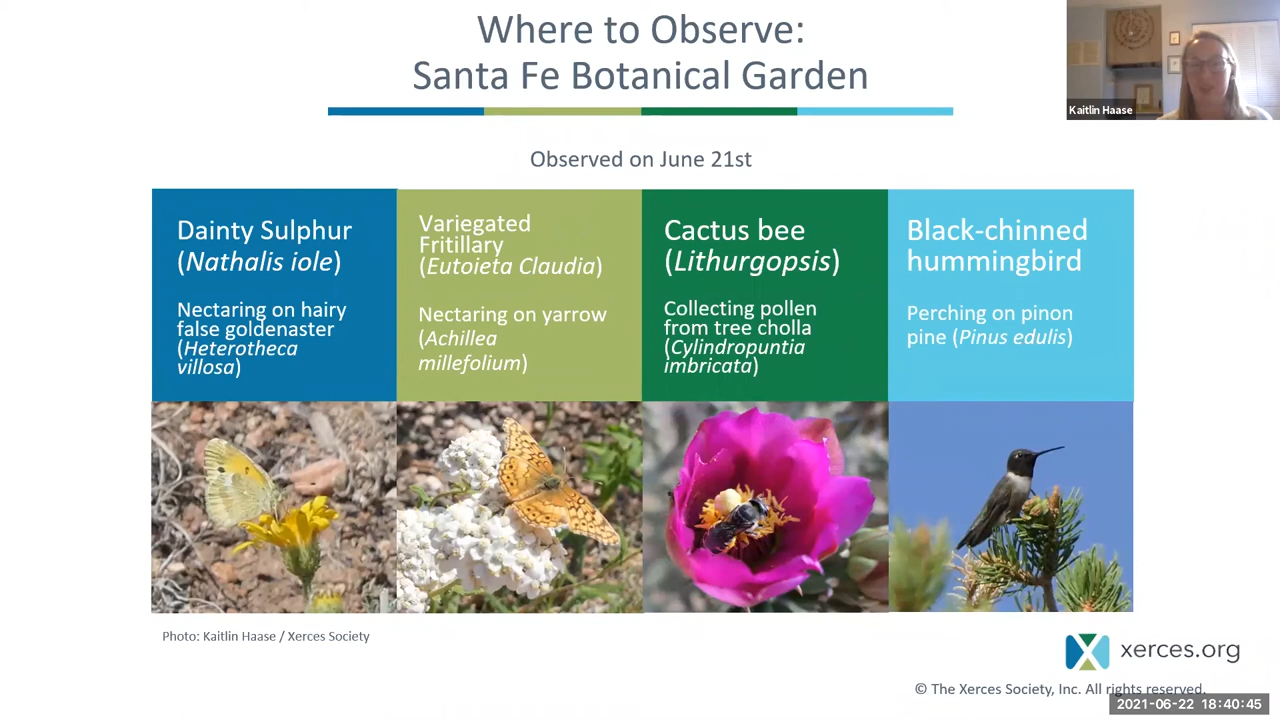 Where to Observe:
Santa Fe Botanical Garden
Kaitlin Haase
Observed on June 21st
Dainty Sulphur
(Nathalis iole)
Nectaring on hairy
false goldenaster
(Heterotheca
villosa)
Variegated
Fritillary
(Eutoieta Claudia)
Nectaring on yarrow
(Achillea
millefolium)
Cactus bee
(Lithurgopsis)
Collecting pollen
from tree cholla
(Cylindropuntia
imbricata)
Black-chinned
hummingbird
Perching on pinon
pine (Pinus edulis)
Photo: Kaitlin Haase / Xerces Society
xerces.org
© The Xerces Society, Inc. All rights reserved.
2021-06-22 18:40:45